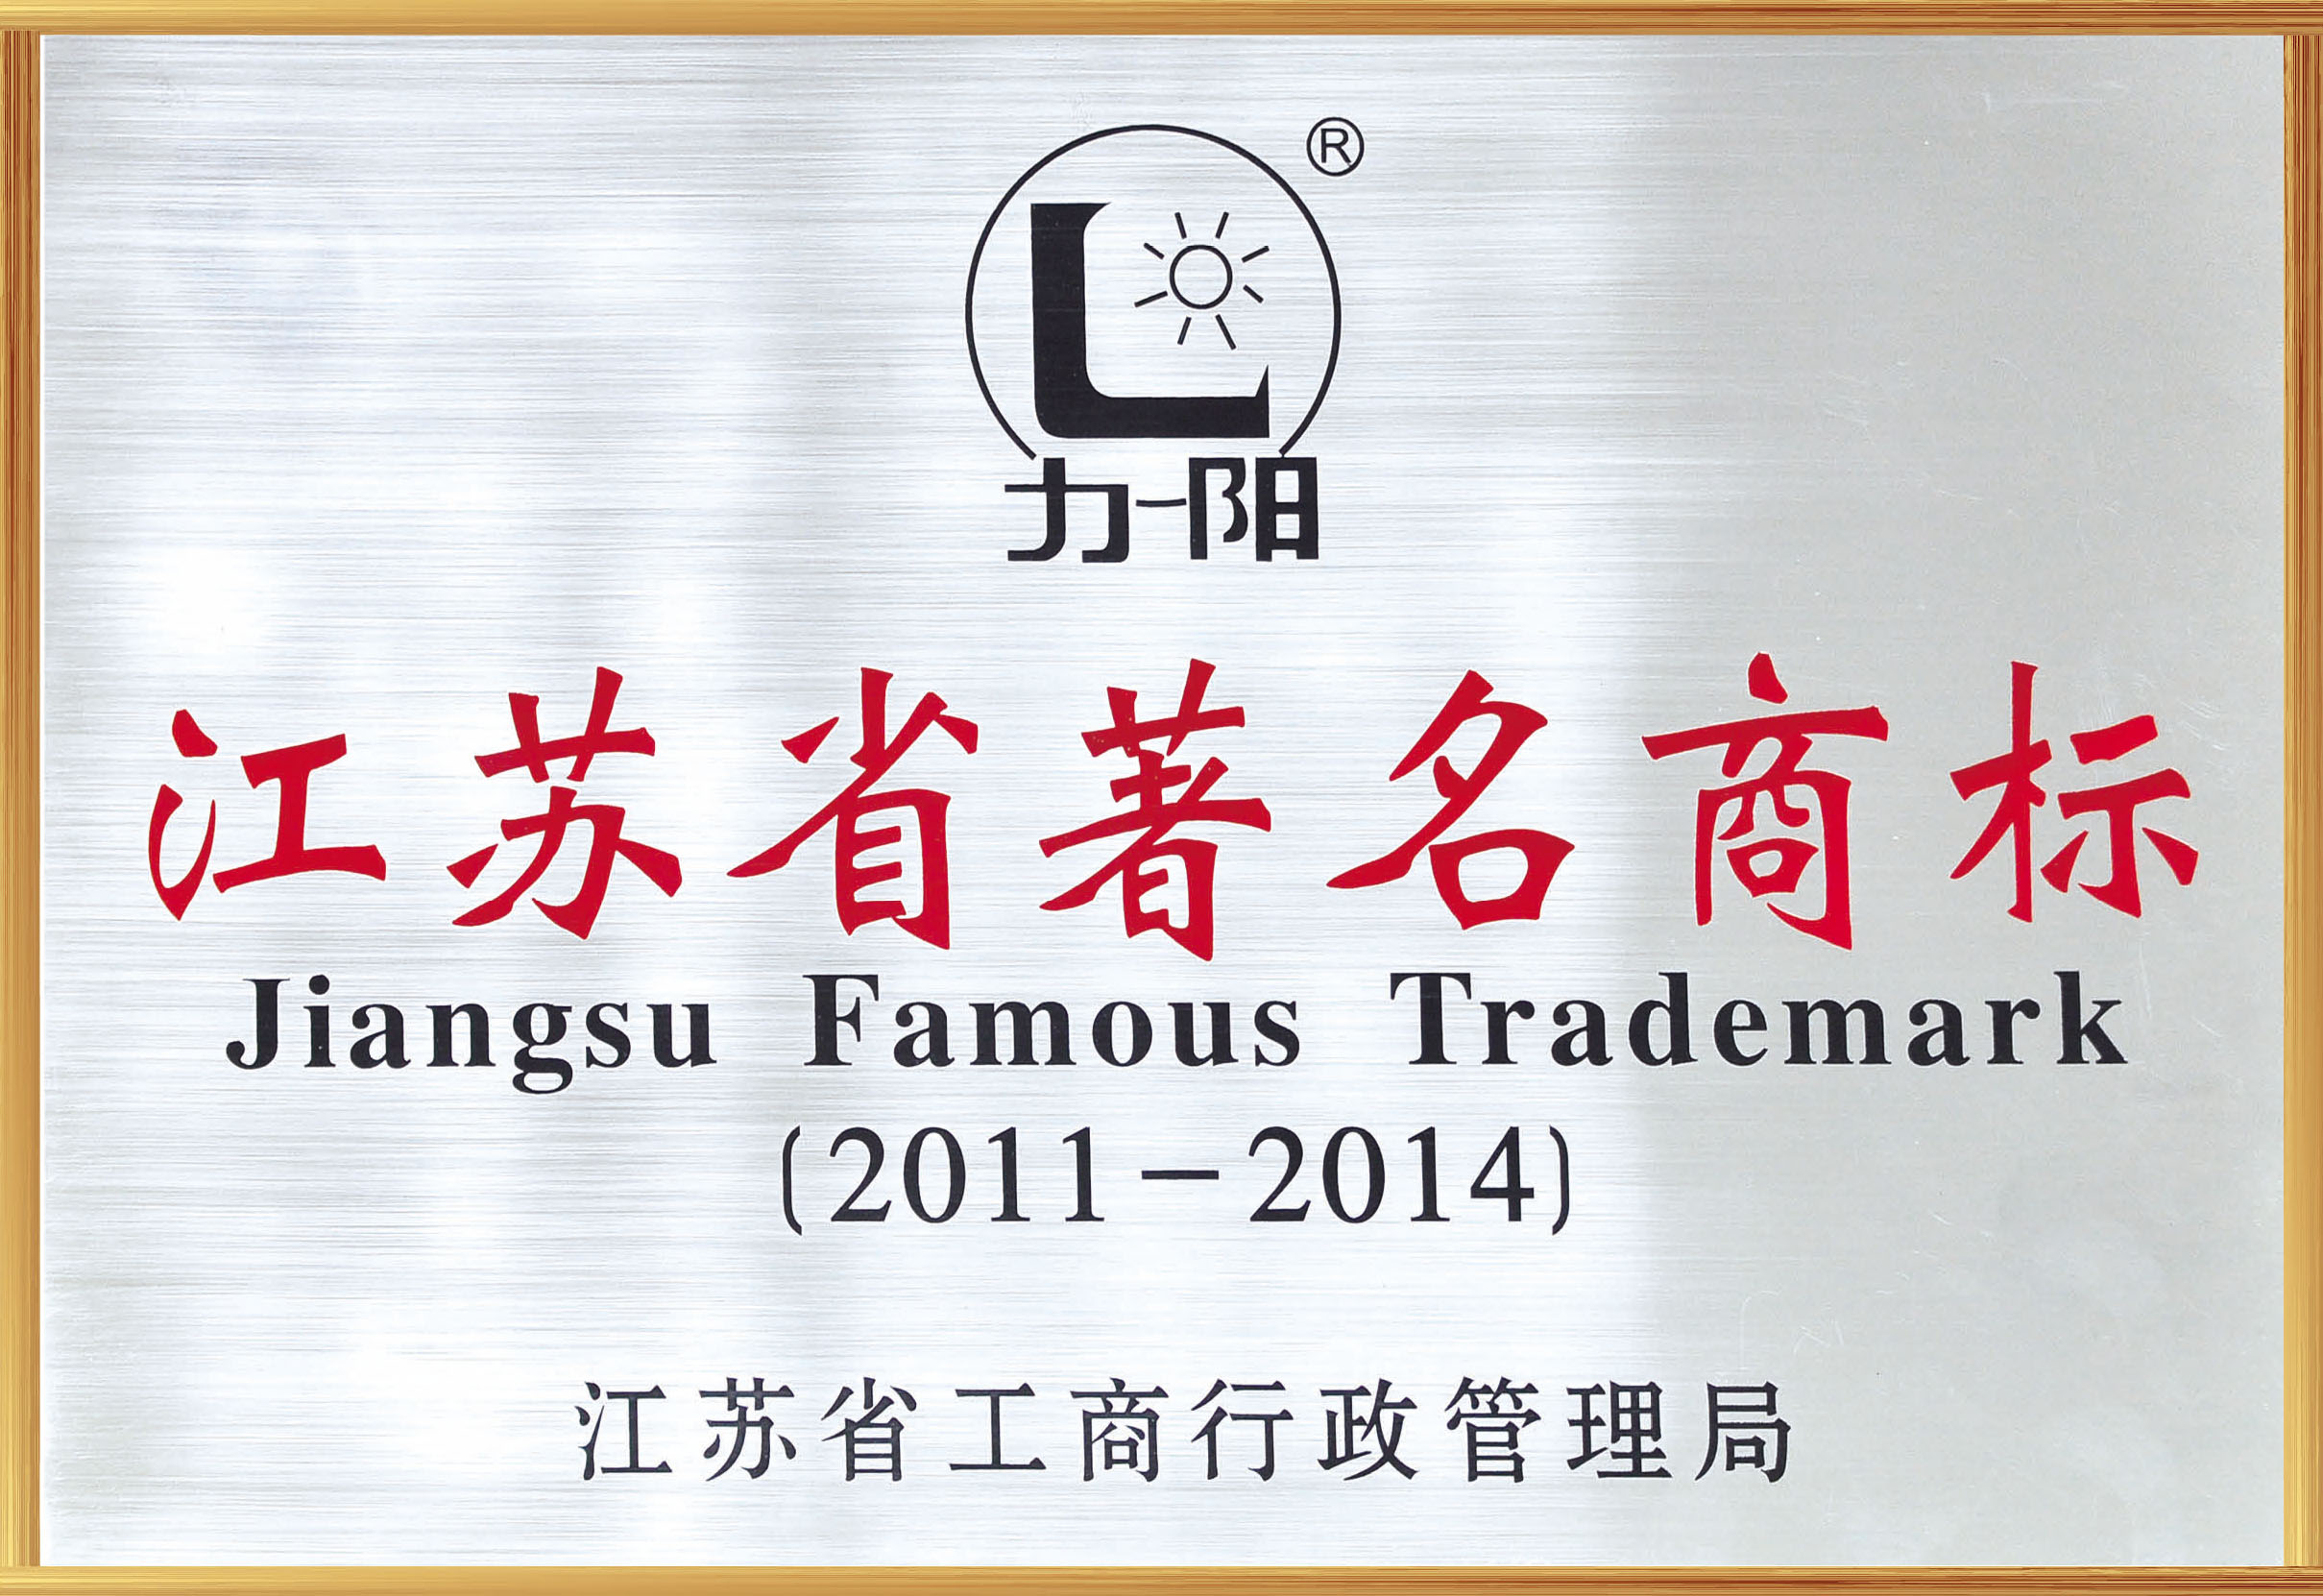 ®
力一阳
江苏省著名商标
Jiangsu Famous Trademark
(2011-2014)
江苏省工商行政管理局